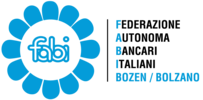 fabi
FEDERAZIONE
AUTONOMA
BANCARI
ITALIANI
BOZEN / BOLZANO